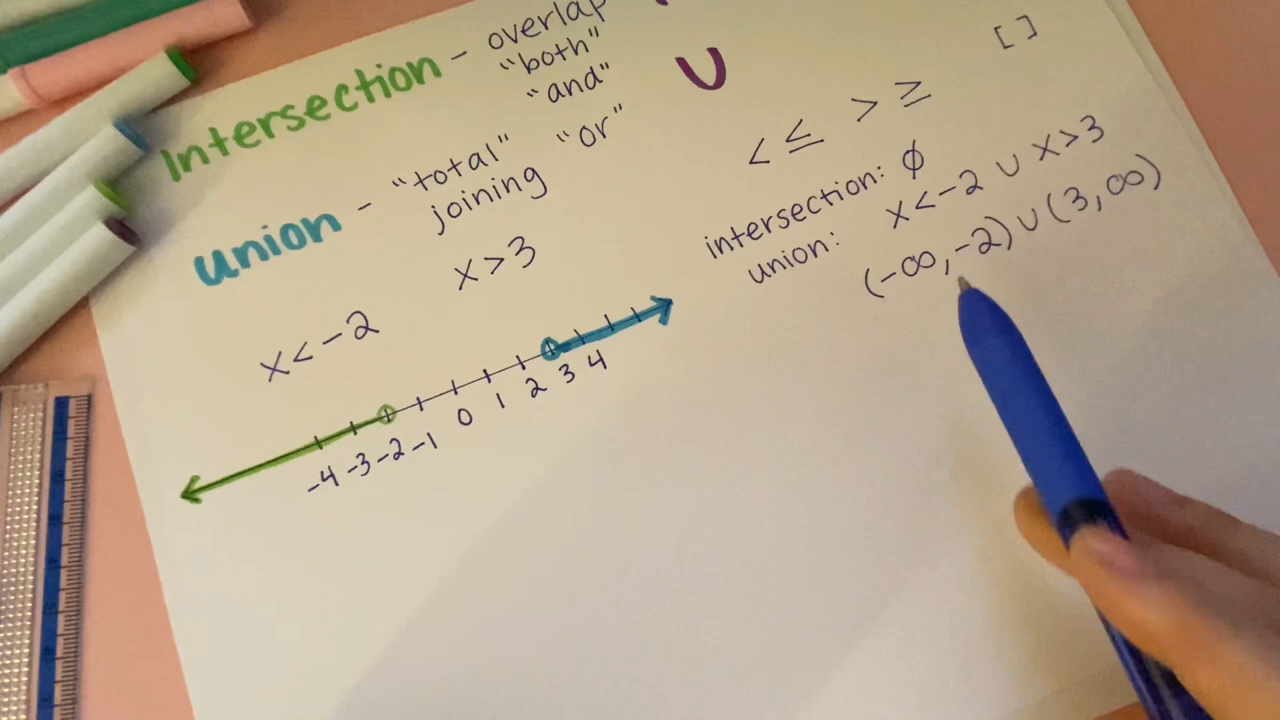 Intersection - overlap
"both"
"and"
∪
[ ]
< ≤ > ≥
union - "total" "or"
joining
intersection: ∅
union: x < -2 ∪ x > 3
(-∞, -2) ∪ (3, ∞)
x < -2
x > 3
-4 -3 -2 -1 0 1 2 3 4